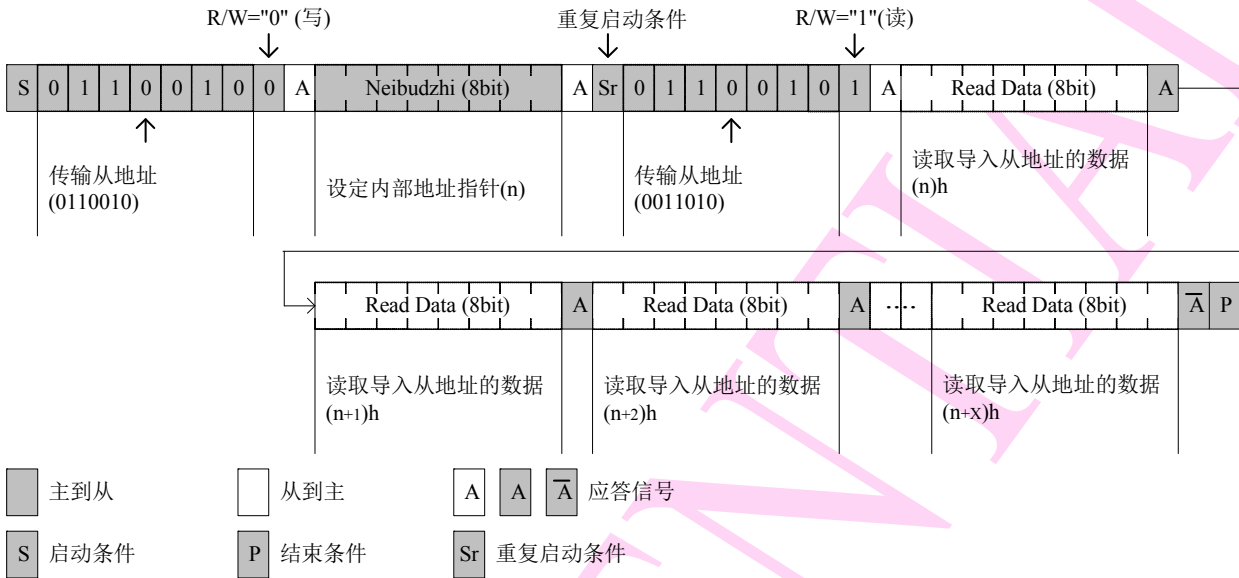 R/W="0" (写) 重复启动条件 R/W="1"(读)
S 0 1 1 0 0 1 0 0 A Neibudzhi (8bit) A Sr 0 1 1 0 0 1 0 1 A Read Data (8bit) A
传输从地址 设定内部地址指针(n) 传输从地址 读取导入从地址的数据
(0110010) (0011010) (n)h
Read Data (8bit) A Read Data (8bit) A ···· Read Data (8bit) A̅ P
读取导入从地址的数据 读取导入从地址的数据 读取导入从地址的数据
(n+1)h (n+2)h (n+X)h
主到从 从到主 A A A̅ 应答信号
S 启动条件 P 结束条件 Sr 重复启动条件